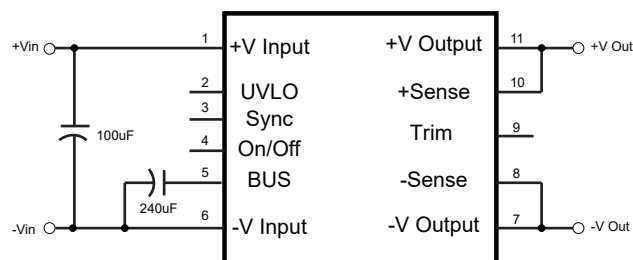 +Vin 1 +V Input +V Output 11 +V Out
2 UVLO +Sense 10
3 Sync
100uF Trim 9
4 On/Off
5 BUS -Sense 8
240uF
-Vin 6 -V Input -V Output 7 -V Out